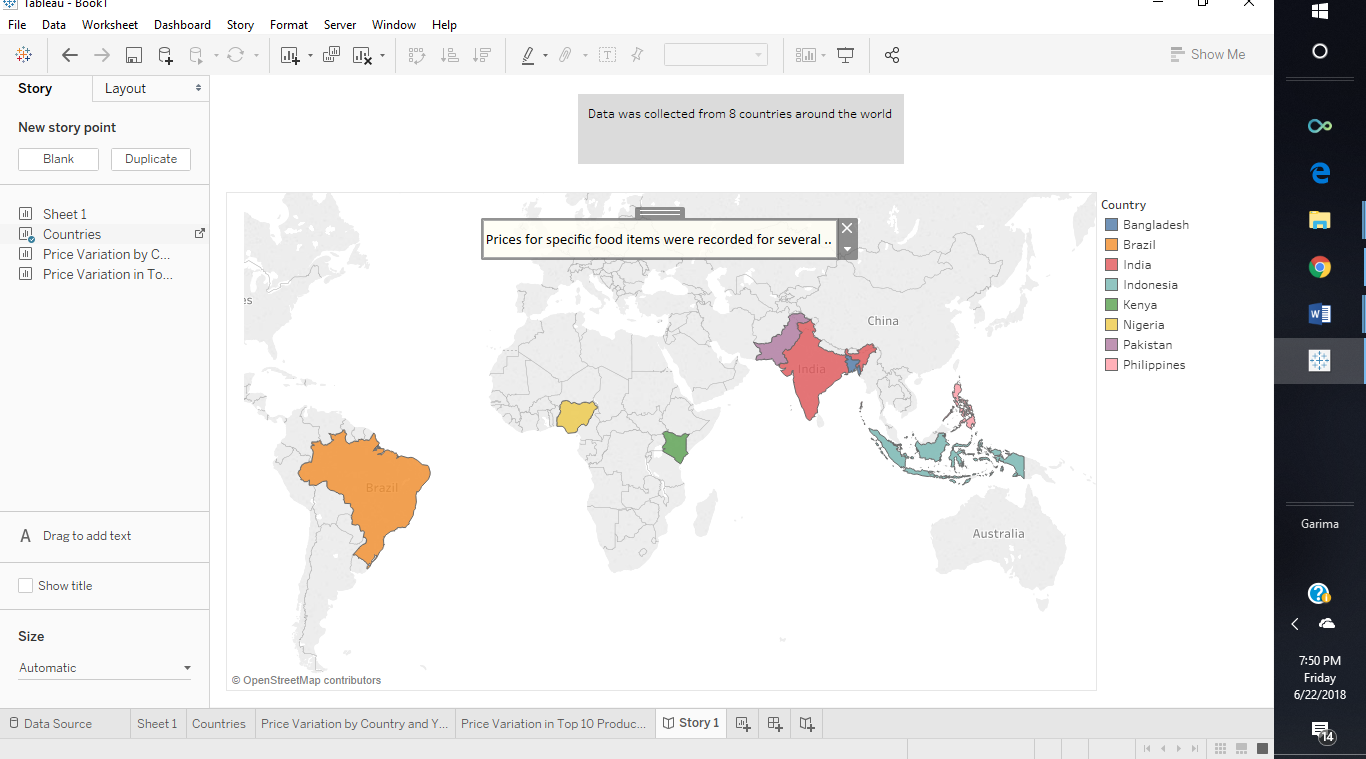 Tableau - Book1
File Data Worksheet Dashboard Story Format Server Window Help
Show Me
Story Layout
New story point
Blank Duplicate
Sheet 1
Countries
Price Variation by C...
Price Variation in To...
A Drag to add text
Show title
Size
Automatic
Data was collected from 8 countries around the world
Prices for specific food items were recorded for several ..
es
China
India
Brazil
Australia
© OpenStreetMap contributors
Country
Bangladesh
Brazil
India
Indonesia
Kenya
Nigeria
Pakistan
Philippines
Data Source Sheet 1 Countries Price Variation by Country and Y... Price Variation in Top 10 Produc... Story 1
Garima
7:50 PM
Friday
6/22/2018
14